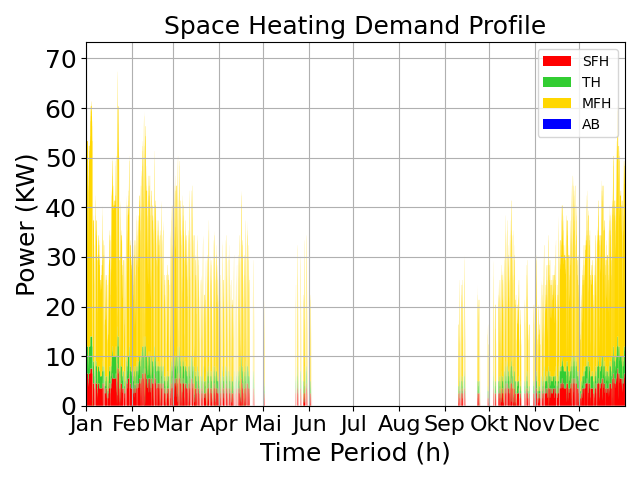 Space Heating Demand Profile
70
60
50
40
30
20
10
0
Power (KW)
SFH
TH
MFH
AB
Jan Feb Mar Apr Mai Jun Jul Aug Sep Okt Nov Dec
Time Period (h)